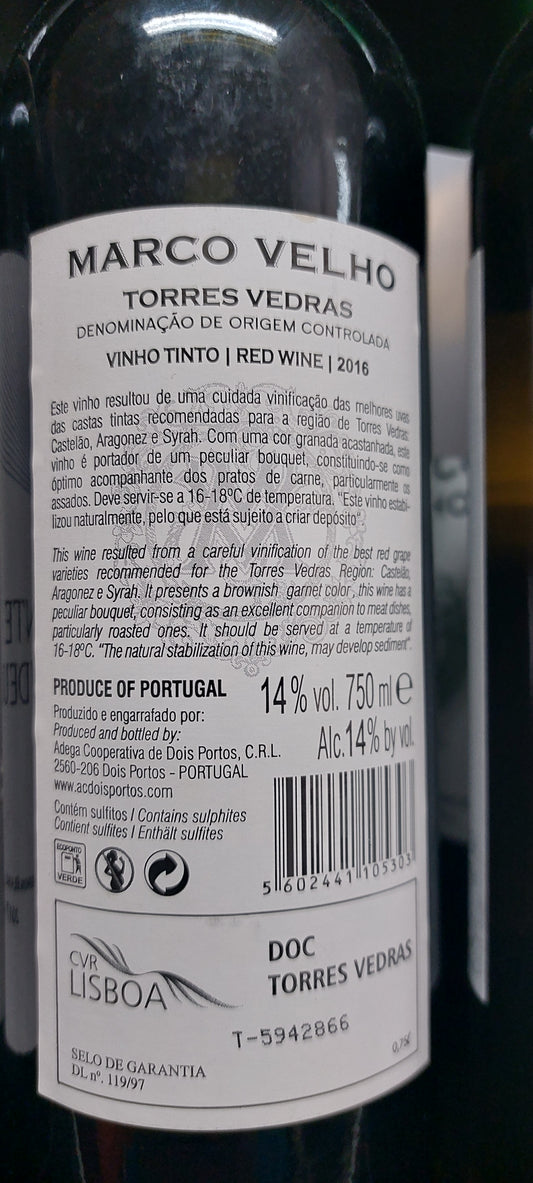 MARCO VELHO
TORRES VEDRAS
DENOMINAÇÃO DE ORIGEM CONTROLADA
VINHO TINTO | RED WINE | 2016
Este vinho resultou de uma cuidada vinificação das melhores uvas
das castas tintas recomendadas para a região de Torres Vedras:
Castelão, Aragonez e Syrah. Com uma cor granada acastanhada, este
vinho é portador de um peculiar bouquet, constituindo-se como
óptimo acompanhante dos pratos de carne, particularmente os
assados. Deve servir-se a 16-18ºC de temperatura. "Este vinho estabi-
lizou naturalmente, pelo que está sujeito a criar depósito".
This wine resulted from a careful vinification of the best red grape
varieties recommended for the Torres Vedras Region: Castelão,
Aragonez e Syrah. It presents a brownish garnet color, this wine has a
peculiar bouquet, consisting as an excellent companion to meat dishes,
particularly roasted ones. It should be served at a temperature of
16-18ºC. "The natural stabilization of this wine, may develop sediment".
PRODUCE OF PORTUGAL
14% vol. 750 ml e
Alc.14% by vol.
Produzido e engarrafado por:
Produced and bottled by:
Adega Cooperativa de Dois Portos, C.R.L.
2560-206 Dois Portos - PORTUGAL
www.acdoisportos.com
Contém sulfitos / Contains sulphites
Contient sulfites / Enthält sulfites
ECOPONTO
VERDE
5 602441 105303
CVR
LISBOA
DOC
TORRES VEDRAS
T-5942866
SELO DE GARANTIA
DL nº. 119/97
0,75ℓ